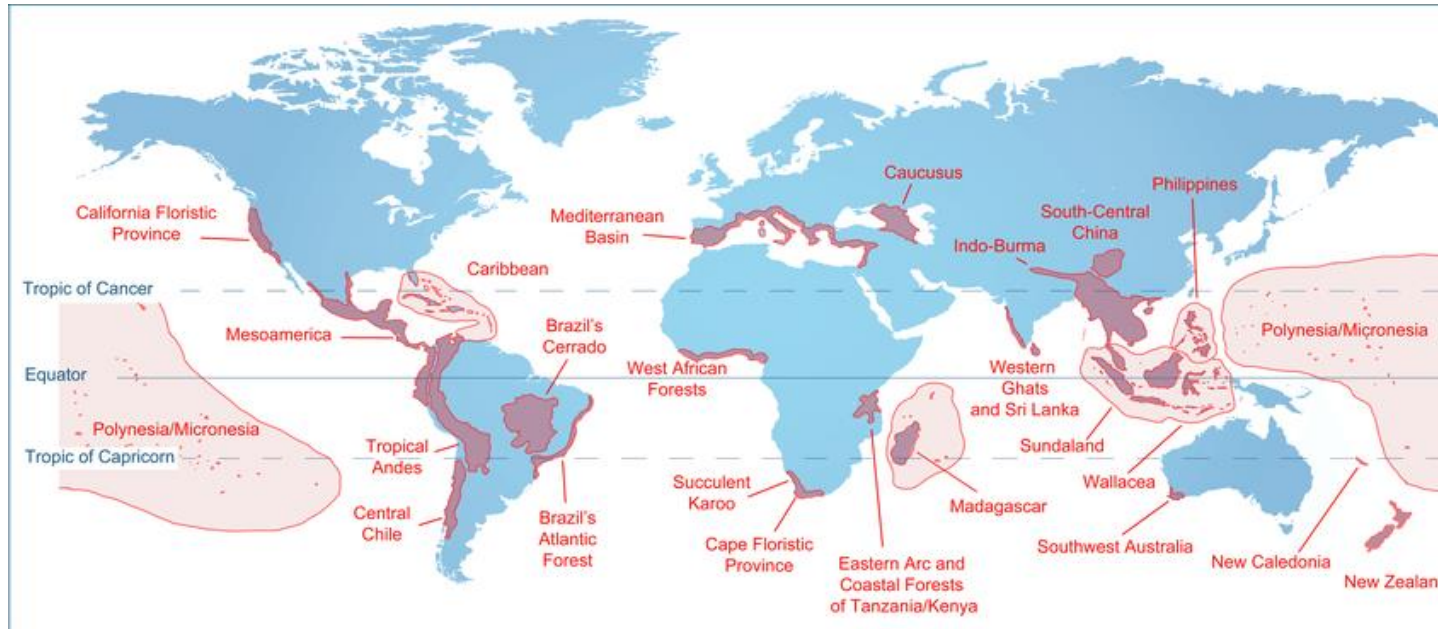 California Floristic
Province
Tropic of Cancer
Caribbean
Mesoamerica
Brazil's
Cerrado
Equator
Polynesia/Micronesia
Tropic of Capricorn
Tropical
Andes
Central
Chile
Brazil's
Atlantic
Forest
Mediterranean
Basin
Caucusus
West African
Forests
Succulent
Karoo
Cape Floristic
Province
Eastern Arc and
Coastal Forests
of Tanzania/Kenya
Madagascar
Indo-Burma
South-Central
China
Philippines
Western
Ghats
and Sri Lanka
Sundaland
Wallacea
Polynesia/Micronesia
Southwest Australia
New Caledonia
New Zealan